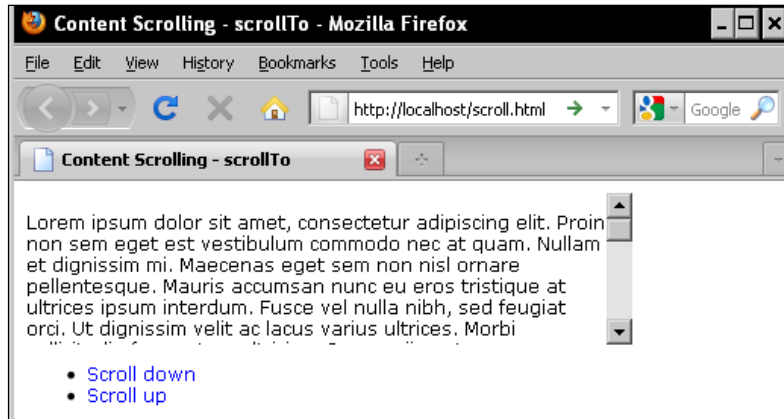 Content Scrolling - scrollTo - Mozilla Firefox
File Edit View History Bookmarks Tools Help
http://localhost/scroll.html Google
Content Scrolling - scrollTo
Lorem ipsum dolor sit amet, consectetur adipiscing elit. Proin
non sem eget est vestibulum commodo nec at quam. Nullam
et dignissim mi. Maecenas eget sem non nisl ornare
pellentesque. Mauris accumsan nunc eu eros tristique at
ultrices ipsum interdum. Fusce vel nulla nibh, sed feugiat
orci. Ut dignissim velit ac lacus varius ultrices. Morbi
Scroll down
Scroll up